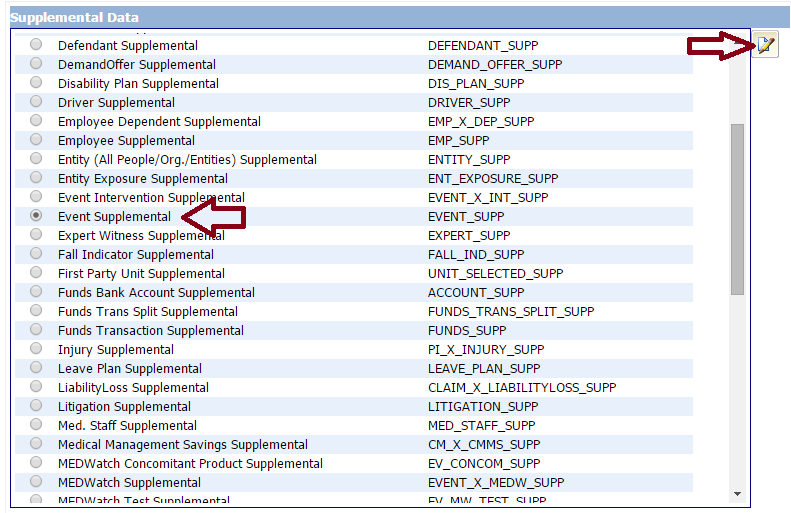 Supplemental Data
Defendant Supplemental DEFENDANT_SUPP
DemandOffer Supplemental DEMAND_OFFER_SUPP
Disability Plan Supplemental DIS_PLAN_SUPP
Driver Supplemental DRIVER_SUPP
Employee Dependent Supplemental EMP_X_DEP_SUPP
Employee Supplemental EMP_SUPP
Entity (All People/Org./Entities) Supplemental ENTITY_SUPP
Entity Exposure Supplemental ENT_EXPOSURE_SUPP
Event Intervention Supplemental EVENT_X_INT_SUPP
Event Supplemental EVENT_SUPP
Expert Witness Supplemental EXPERT_SUPP
Fall Indicator Supplemental FALL_IND_SUPP
First Party Unit Supplemental UNIT_SELECTED_SUPP
Funds Bank Account Supplemental ACCOUNT_SUPP
Funds Trans Split Supplemental FUNDS_TRANS_SPLIT_SUPP
Funds Transaction Supplemental FUNDS_SUPP
Injury Supplemental PI_X_INJURY_SUPP
Leave Plan Supplemental LEAVE_PLAN_SUPP
LiabilityLoss Supplemental CLAIM_X_LIABILITYLOSS_SUPP
Litigation Supplemental LITIGATION_SUPP
Med. Staff Supplemental MED_STAFF_SUPP
Medical Management Savings Supplemental CM_X_CMMS_SUPP
MEDWatch Concomitant Product Supplemental EV_CONCOM_SUPP
MEDWatch Supplemental EVENT_X_MEDW_SUPP
MEDWatch Test Supplemental EV_MW_TEST_SUPP